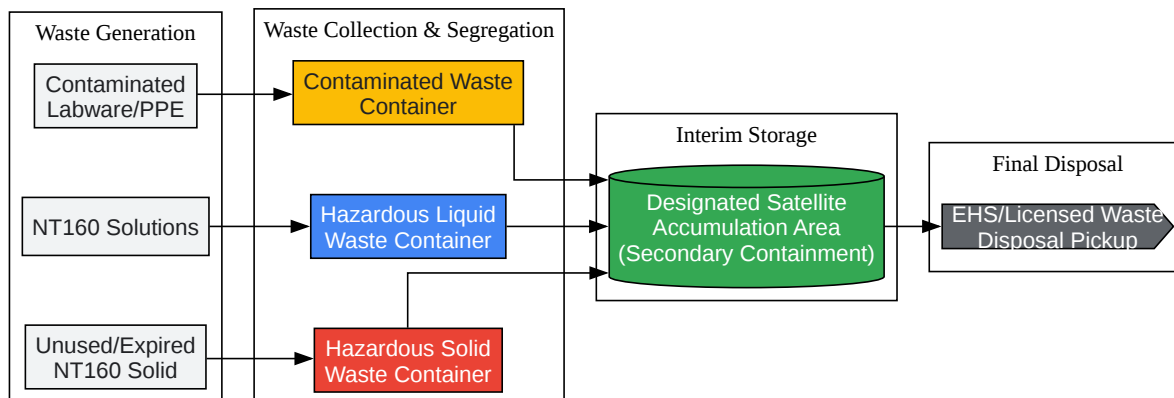 Waste Generation
Contaminated
Labware/PPE
NT160 Solutions
Unused/Expired
NT160 Solid
Waste Collection & Segregation
Contaminated Waste
Container
Hazardous Liquid
Waste Container
Hazardous Solid
Waste Container
Interim Storage
Designated Satellite
Accumulation Area
(Secondary Containment)
Final Disposal
EHS/Licensed Waste
Disposal Pickup